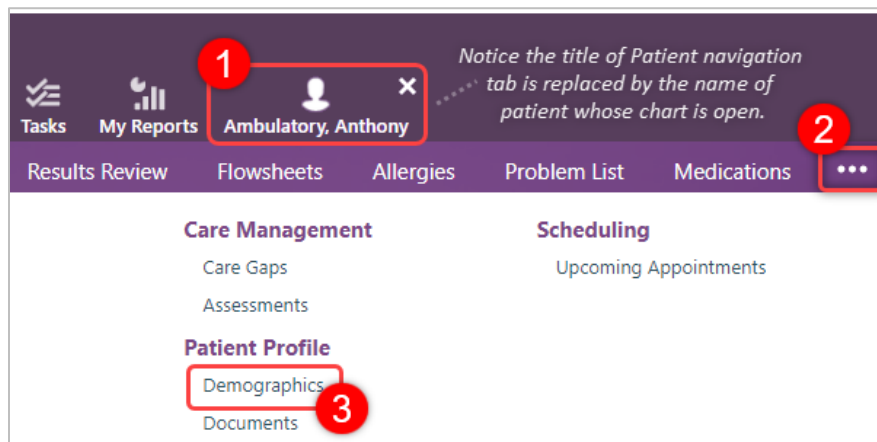 1
Notice the title of Patient navigation
tab is replaced by the name of
patient whose chart is open.
Tasks
My Reports
Ambulatory, Anthony
2
Results Review
Flowsheets
Allergies
Problem List
Medications
•••
Care Management
Scheduling
Care Gaps
Upcoming Appointments
Assessments
Patient Profile
Demographics
3
Documents